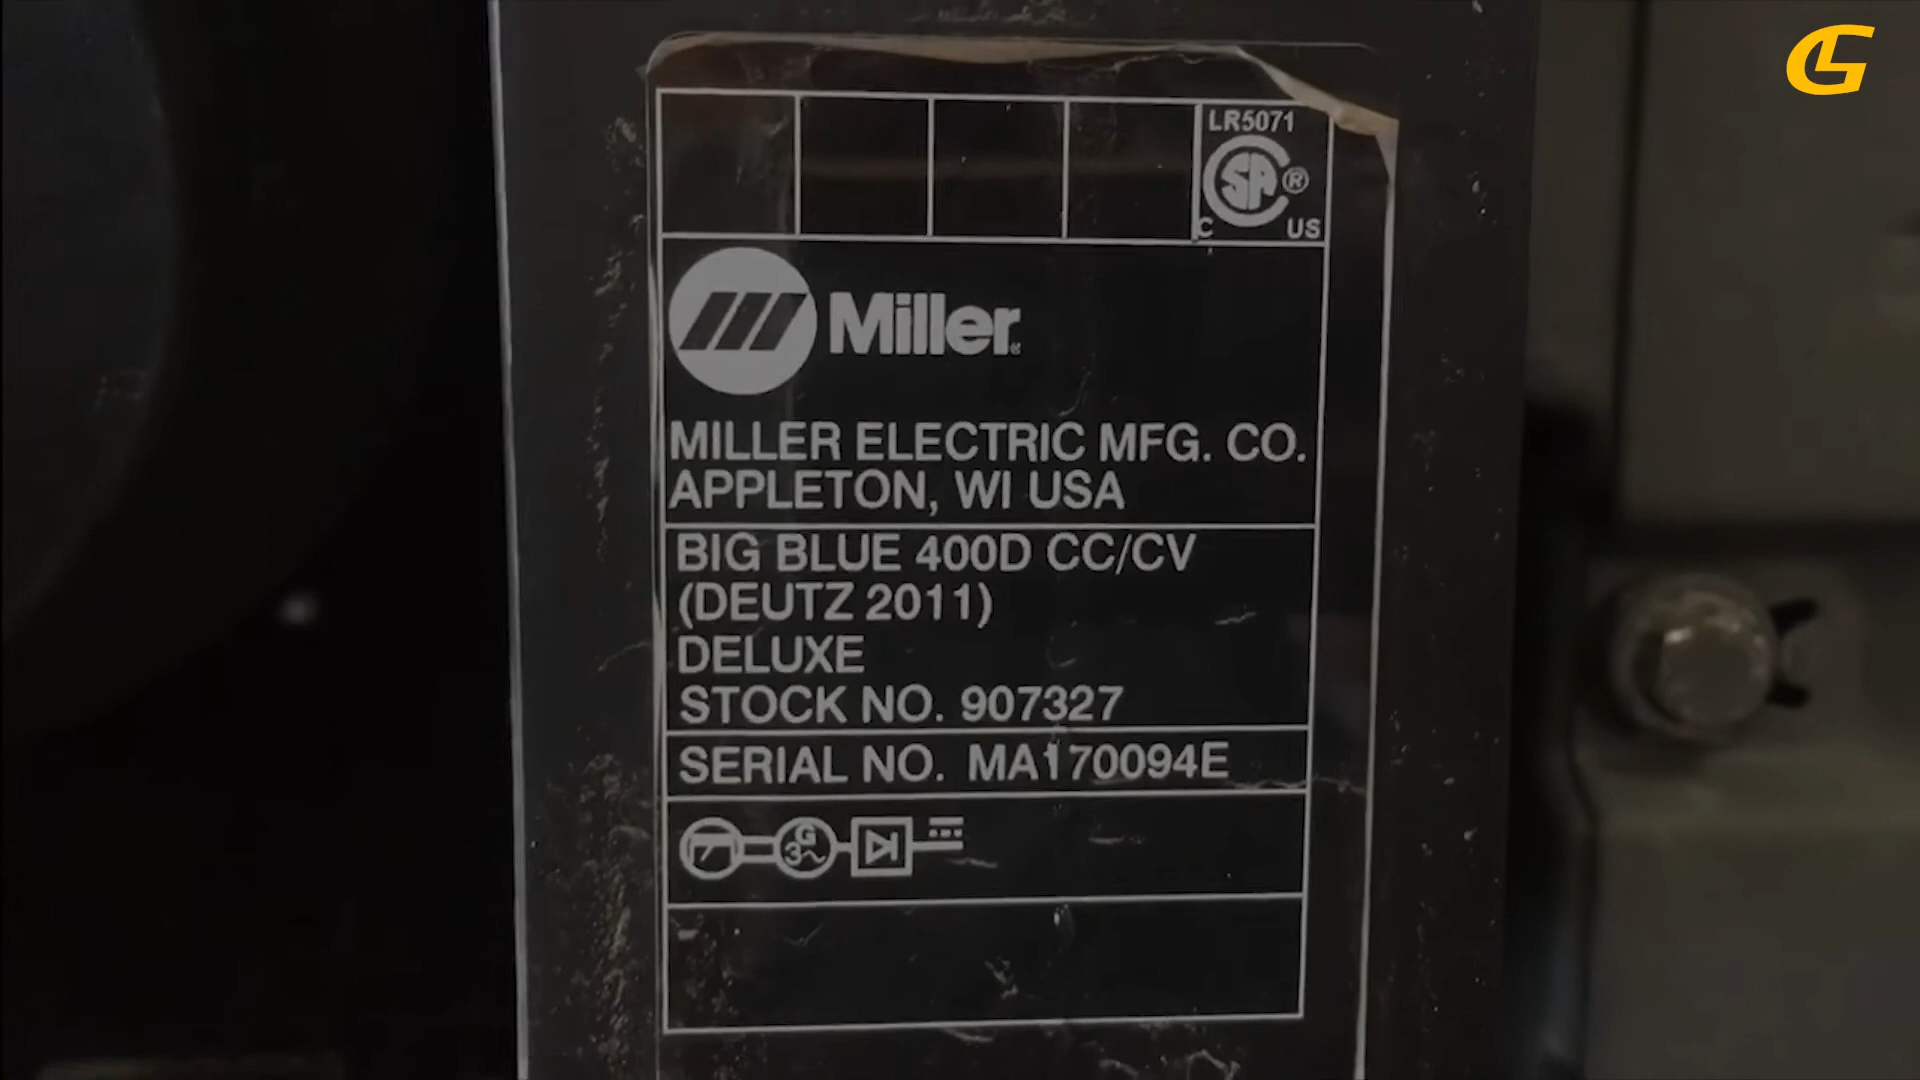 LR5071
C US
Miller
MILLER ELECTRIC MFG. CO.
APPLETON, WI USA
BIG BLUE 400D CC/CV
(DEUTZ 2011)
DELUXE
STOCK NO. 907327
SERIAL NO. MA170094E
G
3~